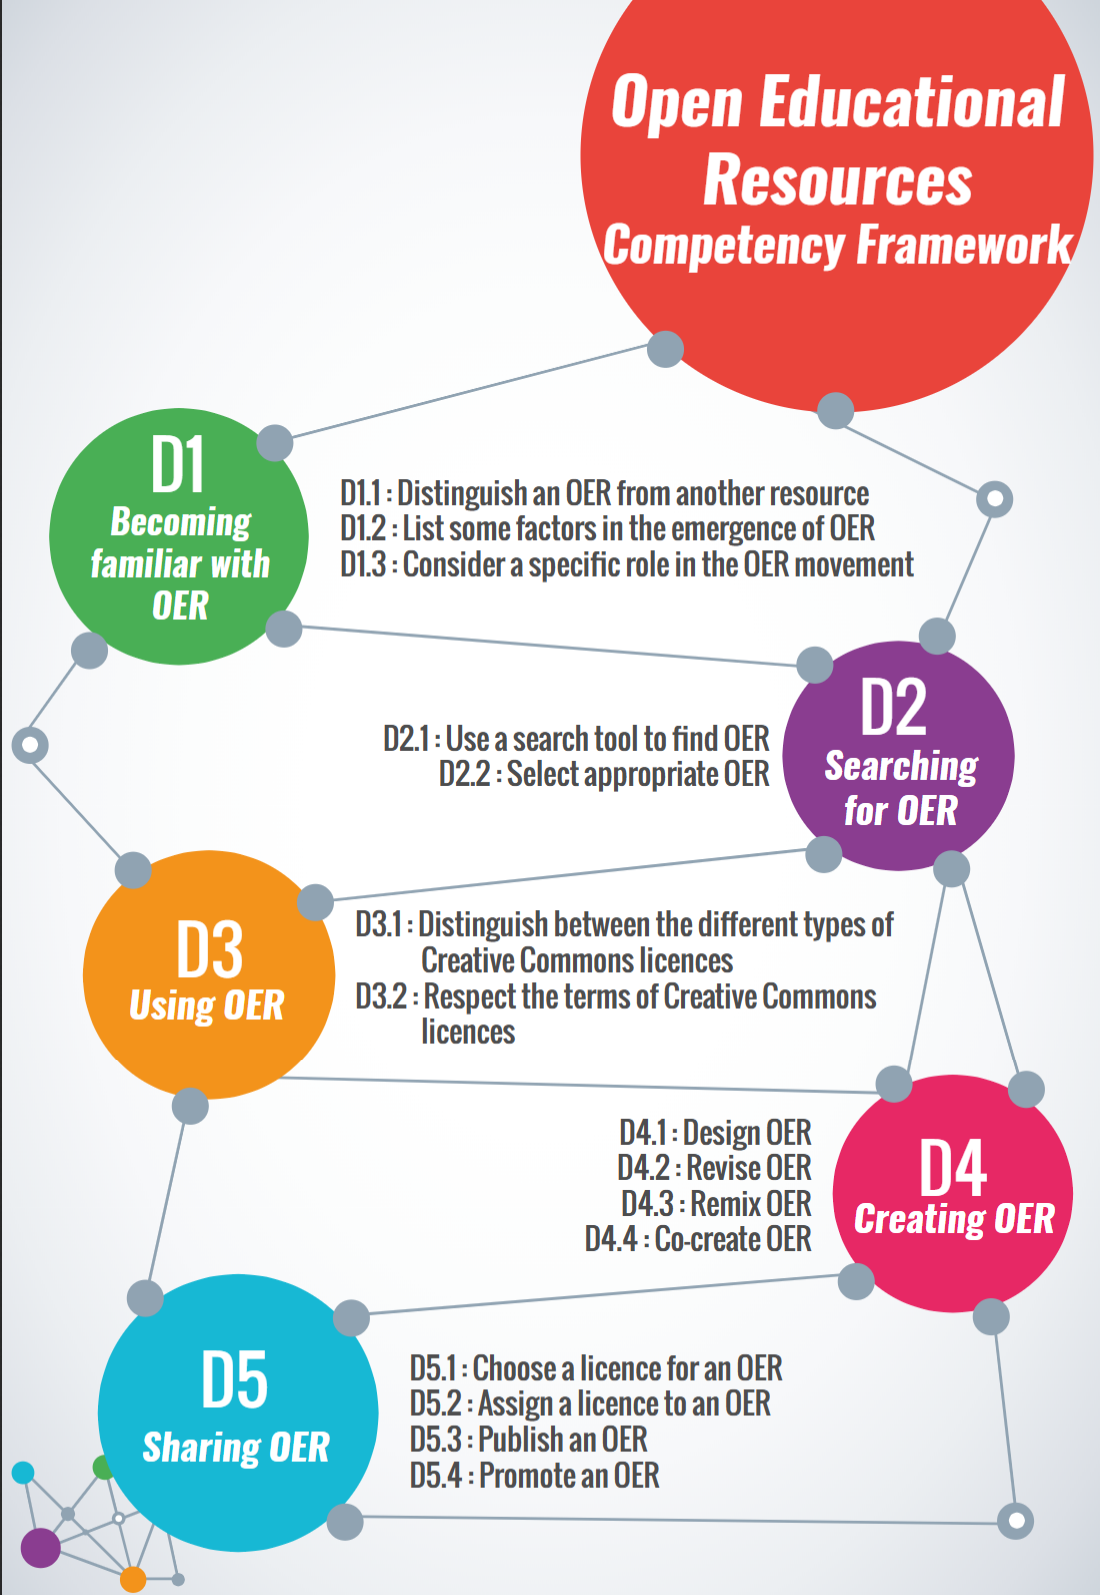 Open Educational
Resources
Competency Framework
D1
Becoming
familiar with
OER
D1.1 : Distinguish an OER from another resource
D1.2 : List some factors in the emergence of OER
D1.3 : Consider a specific role in the OER movement
D2
Searching
for OER
D2.1 : Use a search tool to find OER
D2.2 : Select appropriate OER
D3
Using OER
D3.1 : Distinguish between the different types of
Creative Commons licences
D3.2 : Respect the terms of Creative Commons
licences
D4
Creating OER
D4.1 : Design OER
D4.2 : Revise OER
D4.3 : Remix OER
D4.4 : Co-create OER
D5
Sharing OER
D5.1 : Choose a licence for an OER
D5.2 : Assign a licence to an OER
D5.3 : Publish an OER
D5.4 : Promote an OER